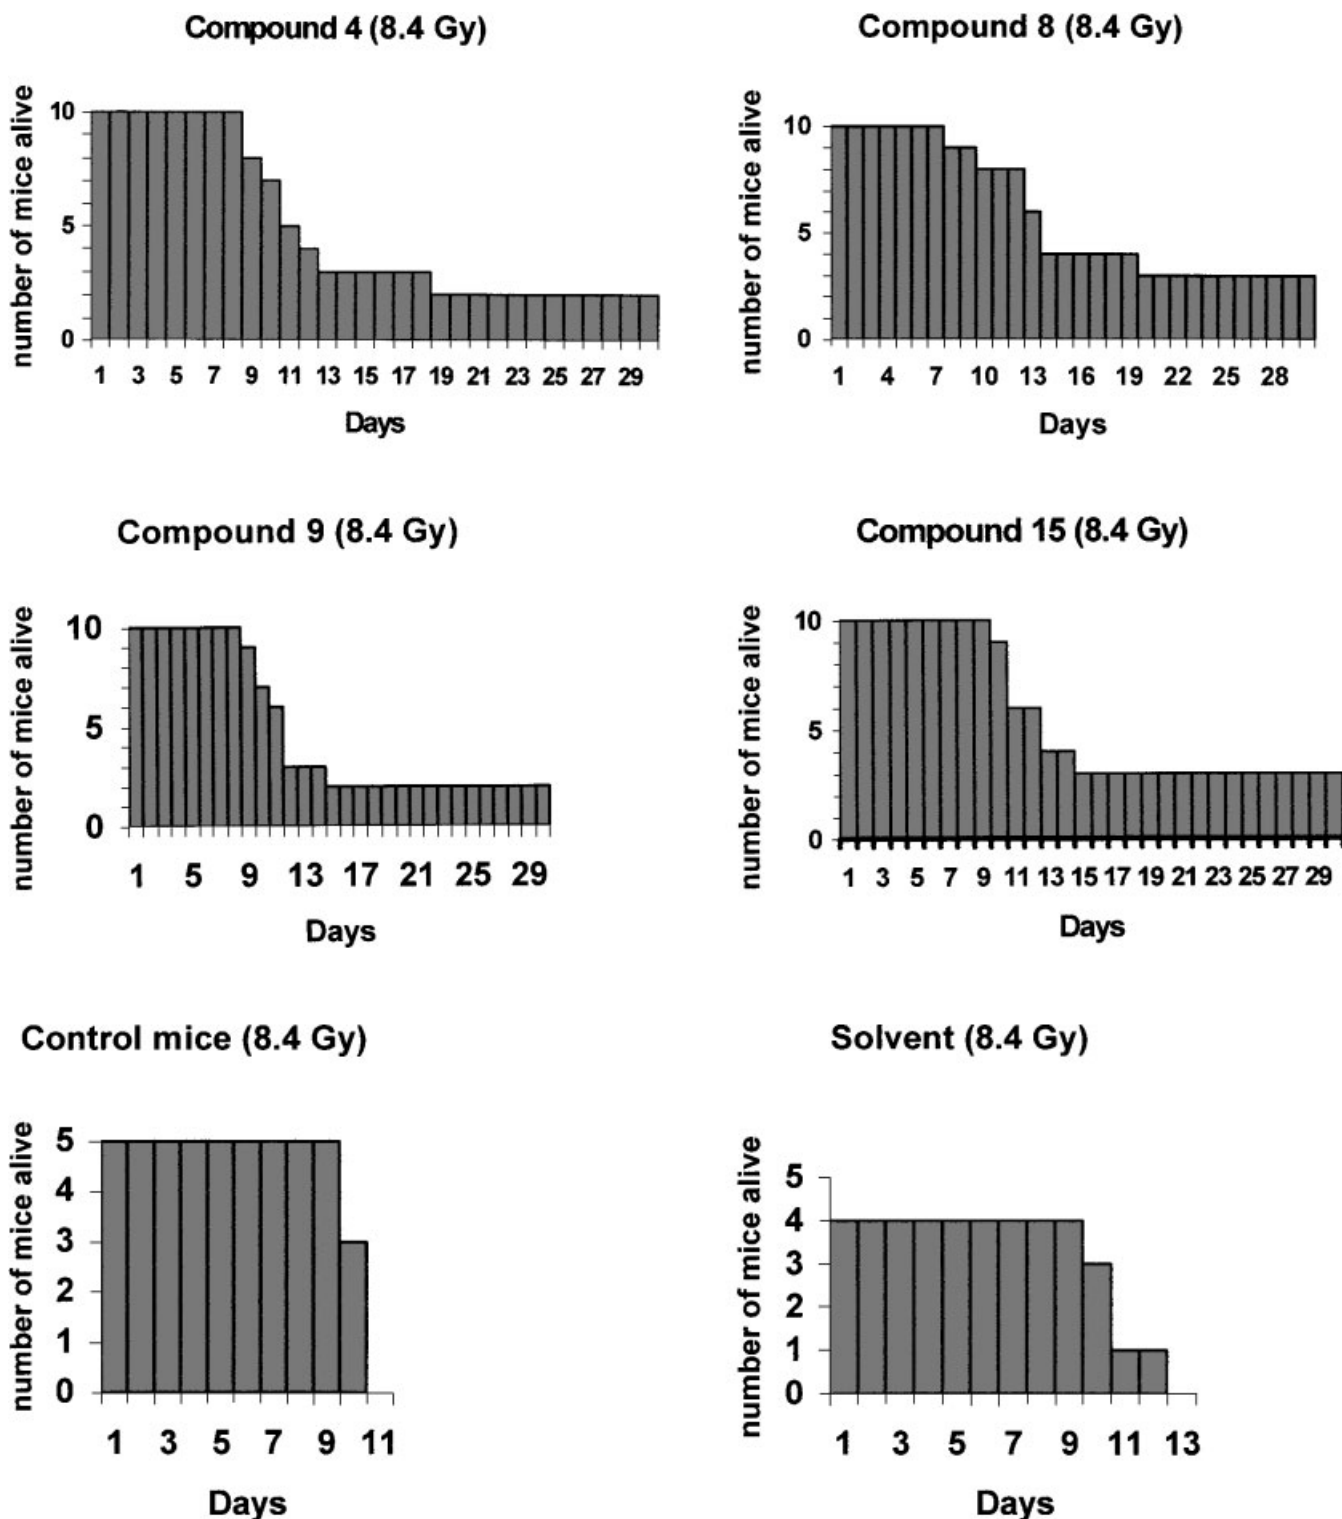 Compound 4 (8.4 Gy)
number of mice alive
10
5
0
1 3 5 7 9 11 13 15 17 19 21 23 25 27 29
Days
Compound 8 (8.4 Gy)
number of mice alive
10
5
0
1 4 7 10 13 16 19 22 25 28
Days
Compound 9 (8.4 Gy)
number of mice alive
10
5
0
1 5 9 13 17 21 25 29
Days
Compound 15 (8.4 Gy)
number of mice alive
10
5
0
1 3 5 7 9 11 13 15 17 19 21 23 25 27 29
Days
Control mice (8.4 Gy)
number of mice alive
5
4
3
2
1
0
1 3 5 7 9 11
Days
Solvent (8.4 Gy)
number of mice alive
5
4
3
2
1
0
1 3 5 7 9 11 13
Days